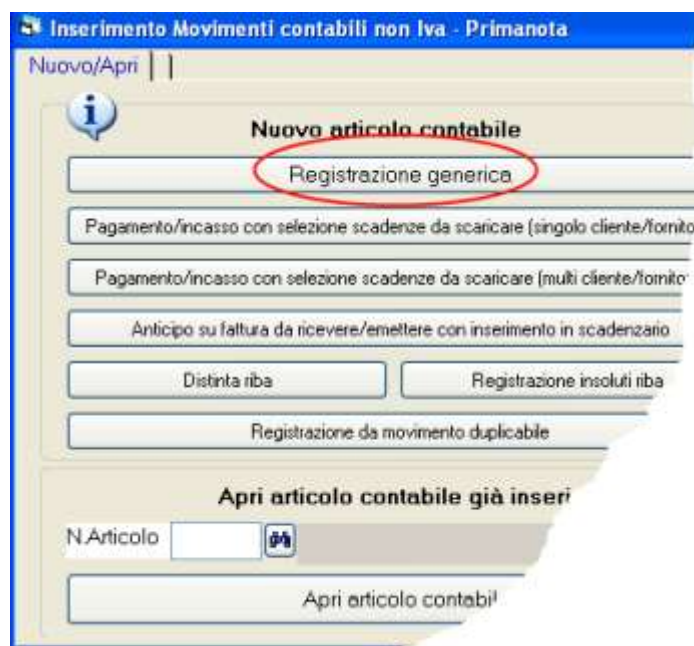 Inserimento Movimenti contabili non Iva - Primanota
Nuovo/Apri
Nuovo articolo contabile
Registrazione generica
Pagamento/incasso con selezione scadenze da scaricare (singolo cliente/fornito
Pagamento/incasso con selezione scadenze da scaricare (multi cliente/fornito
Anticipo su fattura da ricevere/emettere con inserimento in scadenzario
Distinta riba Registrazione insoluti riba
Registrazione da movimento duplicabile
Apri articolo contabile già inseri
N.Articolo
Apri articolo contabil